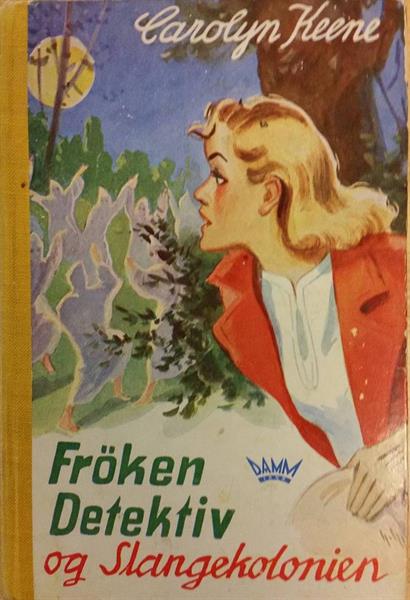 Carolyn Keene
Fröken
Detektiv
DAMM
og Slangekolonien